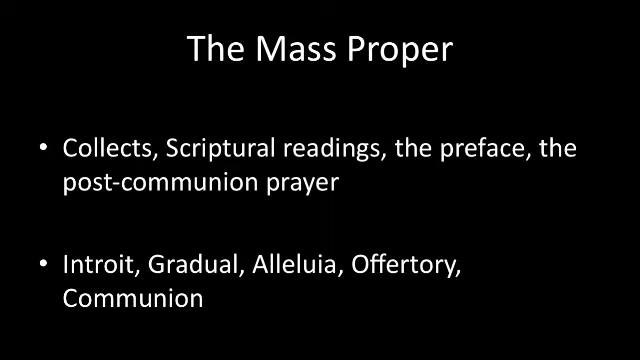 The Mass Proper
• Collects, Scriptural readings, the preface, the
post-communion prayer
• Introit, Gradual, Alleluia, Offertory,
Communion